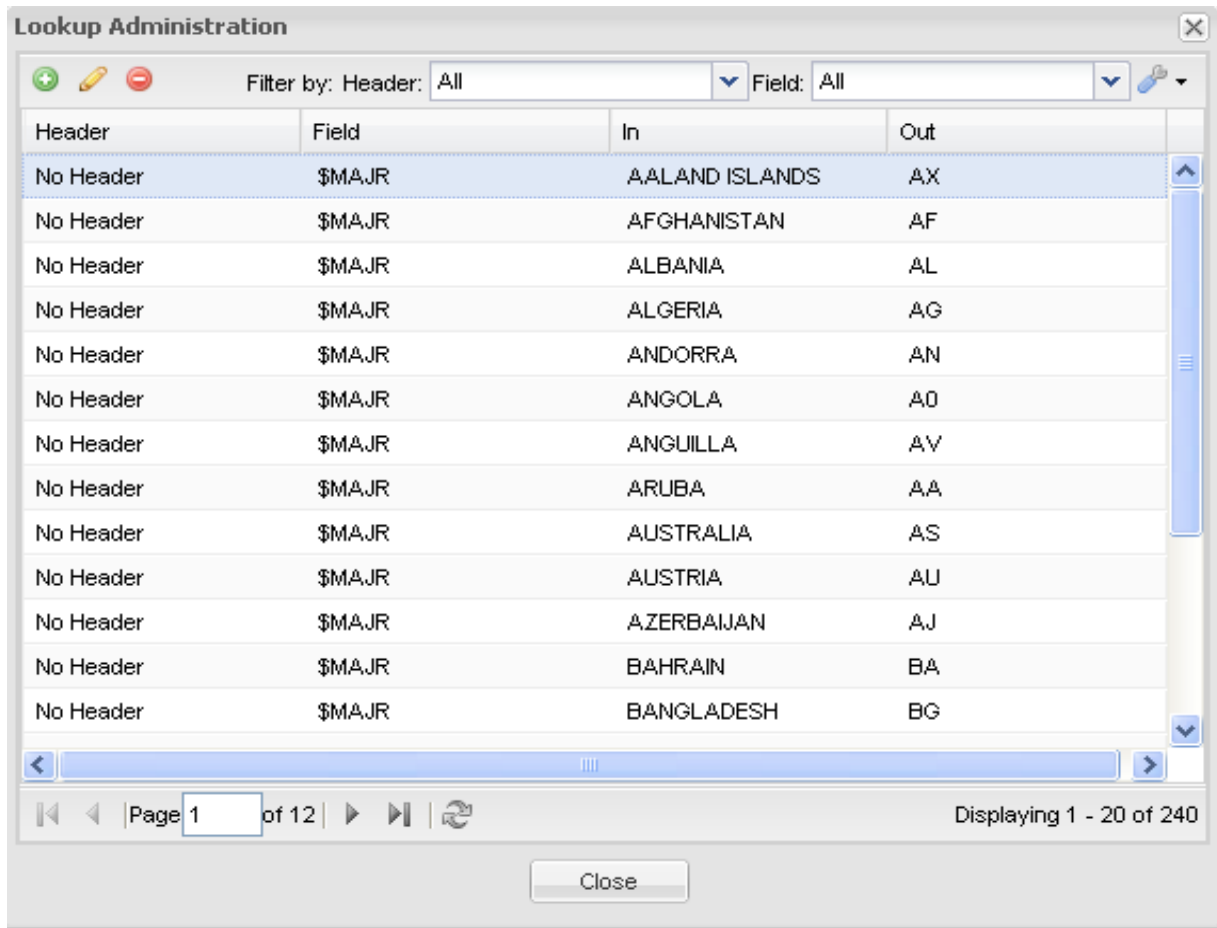 Lookup Administration
Filter by: Header: All Field: All
Header Field In Out
No Header $MAJR AALAND ISLANDS AX
No Header $MAJR AFGHANISTAN AF
No Header $MAJR ALBANIA AL
No Header $MAJR ALGERIA AG
No Header $MAJR ANDORRA AN
No Header $MAJR ANGOLA A0
No Header $MAJR ANGUILLA AV
No Header $MAJR ARUBA AA
No Header $MAJR AUSTRALIA AS
No Header $MAJR AUSTRIA AU
No Header $MAJR AZERBAIJAN AJ
No Header $MAJR BAHRAIN BA
No Header $MAJR BANGLADESH BG
Page 1 of 12 Displaying 1 - 20 of 240
Close